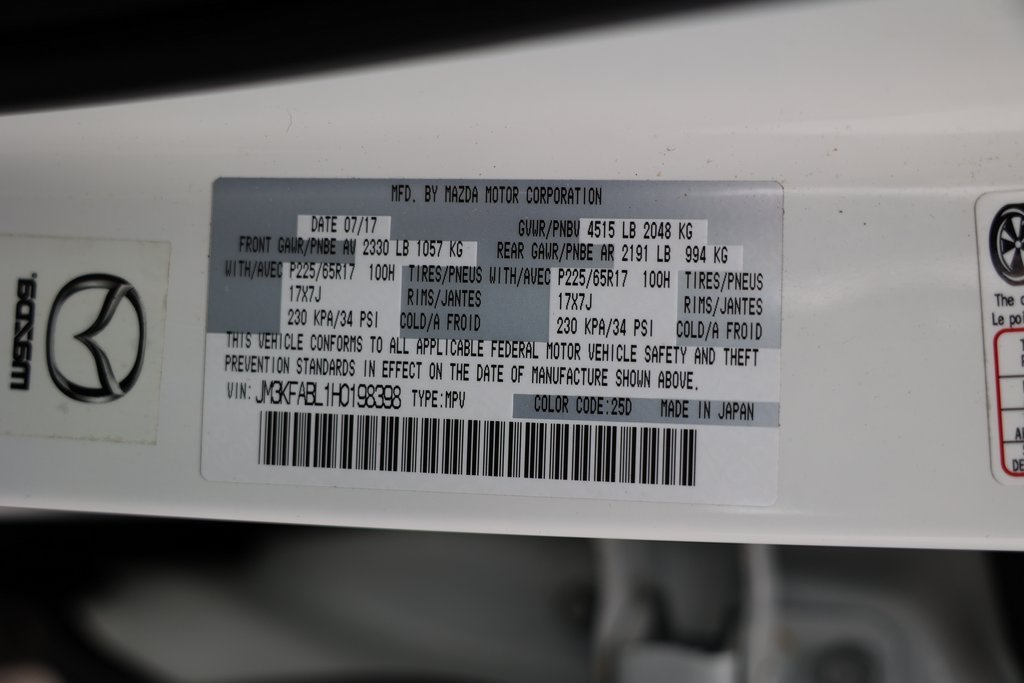 MFD. BY MAZDA MOTOR CORPORATION
DATE 07/17 GVWR/PNBV 4515 LB 2048 KG
FRONT GAWR/PNBE AV 2330 LB 1057 KG REAR GAWR/PNBE AR 2191 LB 994 KG
WITH/AVEC P225/65R17 100H TIRES/PNEUS WITH/AVEC P225/65R17 100H TIRES/PNEUS
17X7J RIMS/JANTES 17X7J RIMS/JANTES
230 KPA/34 PSI COLD/A FROID 230 KPA/34 PSI COLD/A FROID
THIS VEHICLE CONFORMS TO ALL APPLICABLE FEDERAL MOTOR VEHICLE SAFETY AND THEFT
PREVENTION STANDARDS IN EFFECT ON THE DATE OF MANUFACTURE SHOWN ABOVE.
VIN: JM3KFABL1H0198398 TYPE:MPV COLOR CODE:25D MADE IN JAPAN
mazda
The
Le